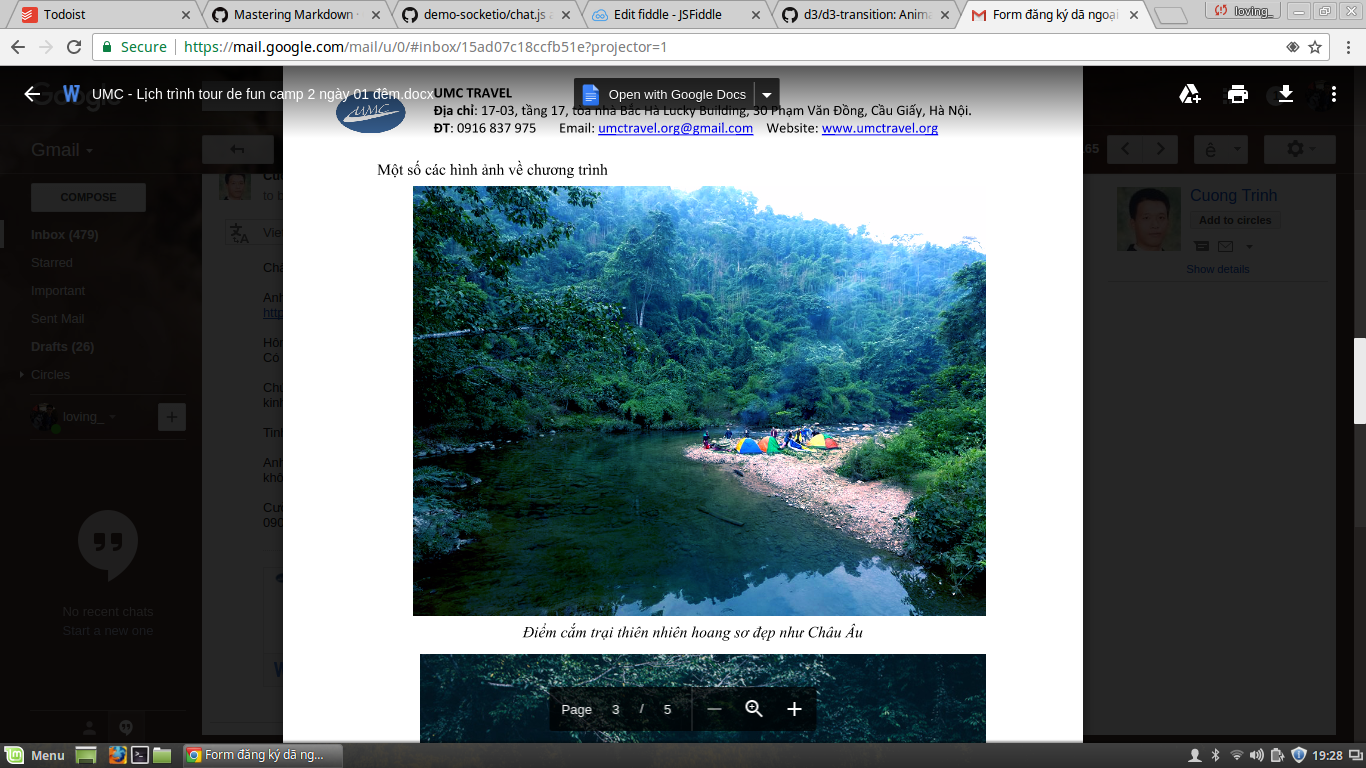 Todoist
Mastering Markdown ·
demo-socketio/chat.js a
Edit fiddle - JSFiddle
d3/d3-transition: Anima
Form đăng ký dã ngoại
loving_
Secure
https://mail.google.com/mail/u/0/#inbox/15ad07c18ccfb51e?projector=1
UMC - Lịch trình tour de fun camp 2 ngày 01 đêm.docx
Open with Google Docs
UMC
UMC TRAVEL
Địa chỉ: 17-03, tầng 17, tòa nhà Bắc Hà Lucky Building, 30 Phạm Văn Đồng, Cầu Giấy, Hà Nội.
ĐT: 0916 837 975 Email: umctravel.org@gmail.com Website: www.umctravel.org
Một số các hình ảnh về chương trình
Điểm cắm trại thiên nhiên hoang sơ đẹp như Châu Âu
Page 3 / 5
Gmail
COMPOSE
Inbox (479)
Starred
Important
Sent Mail
Drafts (26)
Circles
loving_
No recent chats
Start a new one
ê
Cuong Trinh
Add to circles
Show details
Menu
Form đăng ký dã ng...
19:28